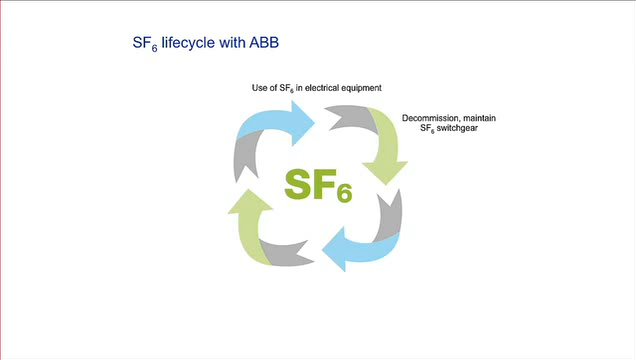 SF₆ lifecycle with ABB
Use of SF₆ in electrical equipment
Decommission, maintain
SF₆ switchgear
SF₆